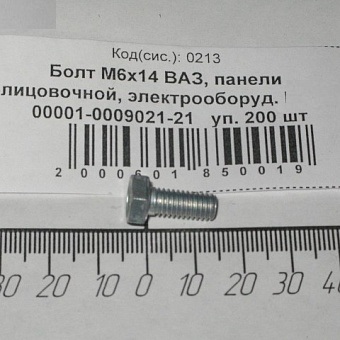 Код(сис.): 0213
Болт М6х14 ВАЗ, панели
лицовочной, электрооборуд.
00001-0009021-21 уп. 200 шт
2000601850019
30 20 10 0 10 20 30 40